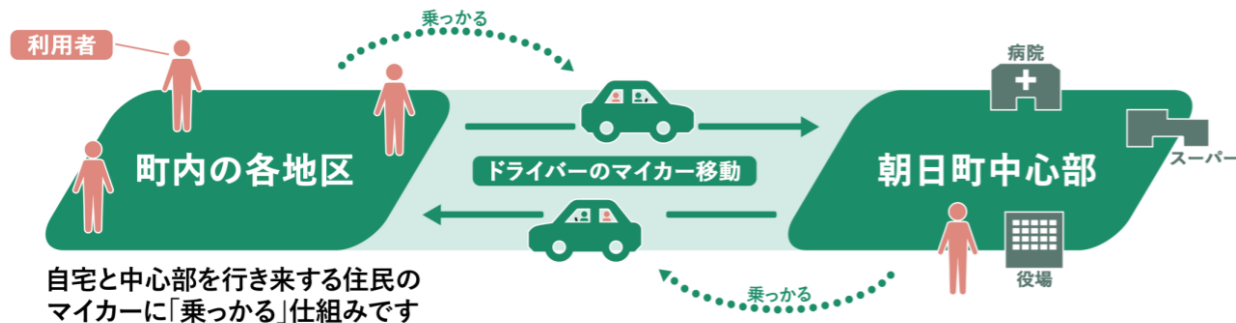 乗っかる
利用者
病院
町内の各地区
ドライバーのマイカー移動
朝日町中心部
スーパー
役場
乗っかる
自宅と中心部を行き来する住民の
マイカーに「乗っかる」仕組みです